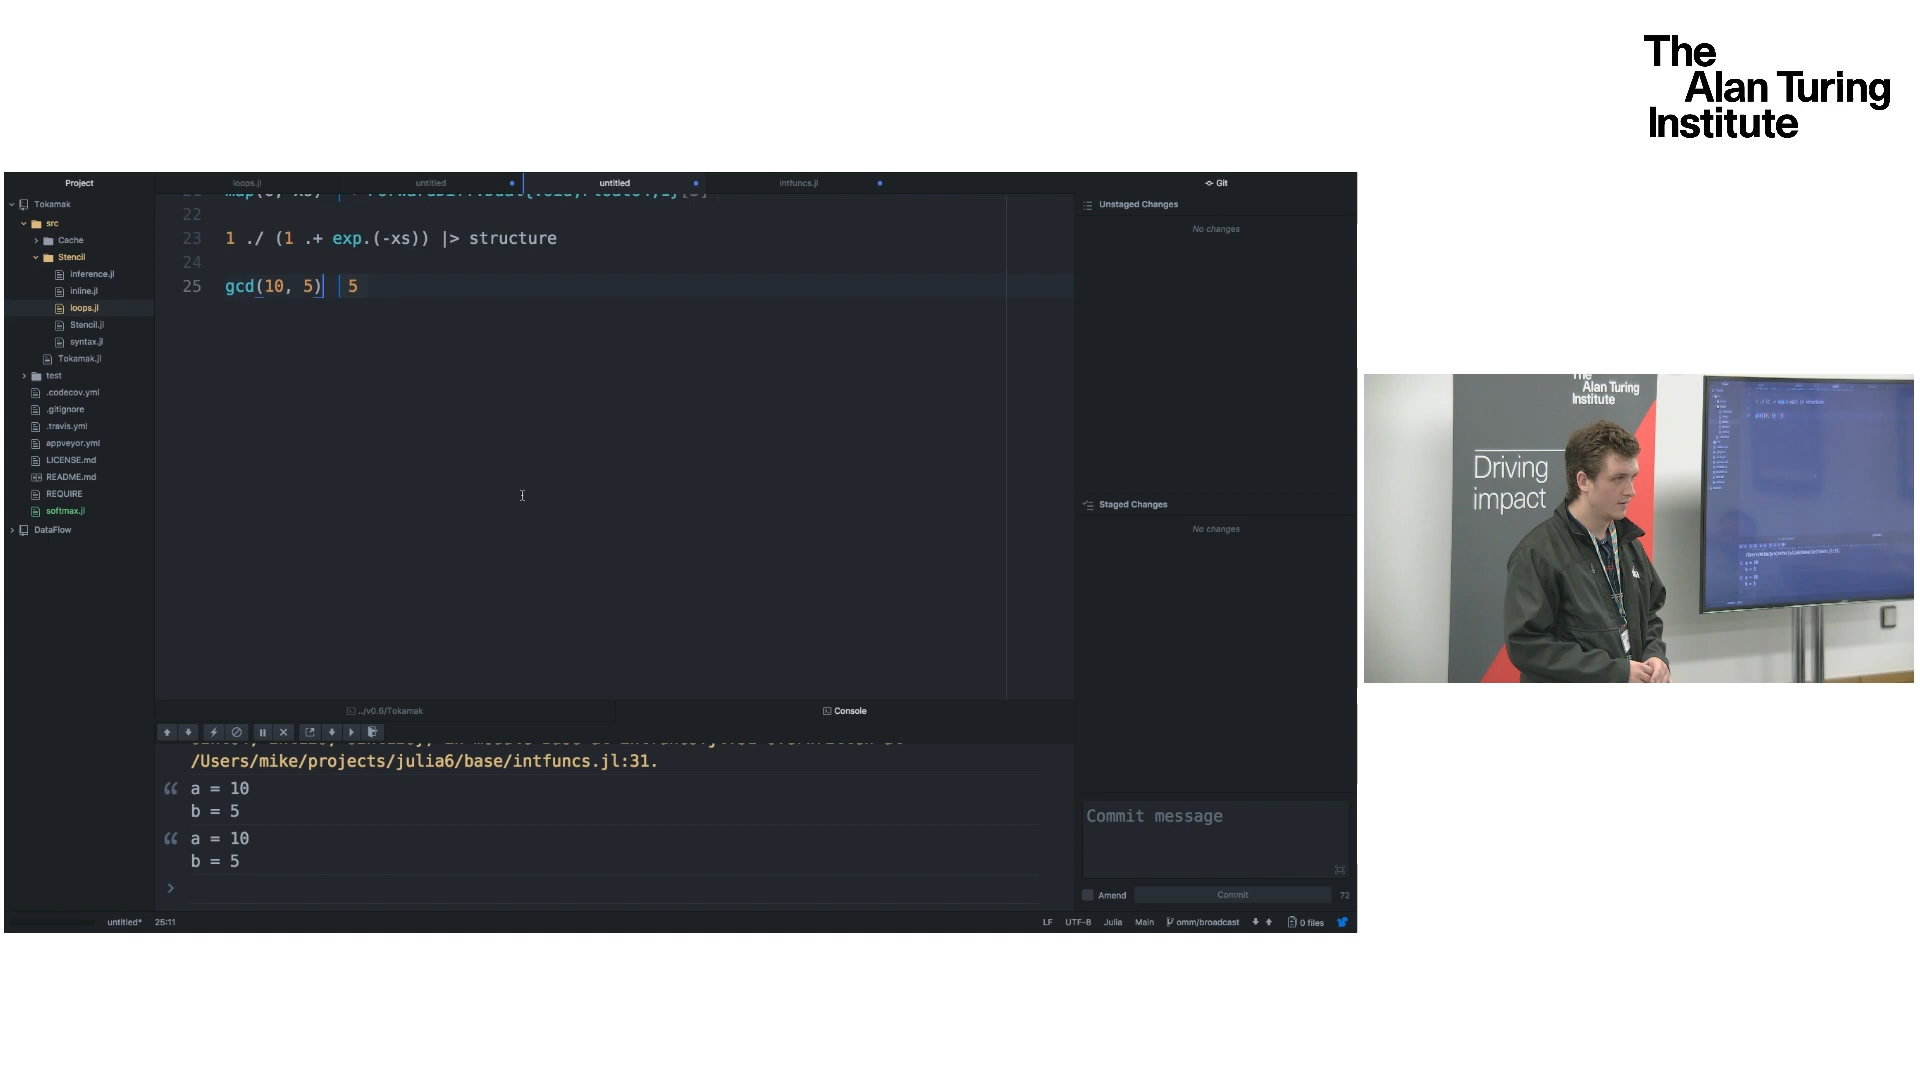 The
Alan Turing
Institute
Project
loops.jl
untitled
untitled
intfuncs.jl
Git
Tokamak
src
Cache
Stencil
inference.jl
inline.jl
loops.jl
Stencil.jl
syntax.jl
Tokamak.jl
test
.codecov.yml
.gitignore
.travis.yml
appveyor.yml
LICENSE.md
README.md
REQUIRE
softmax.jl
DataFlow
22
23 1 ./ (1 .+ exp.(-xs)) |> structure
24
25 gcd(10, 5) 5
Unstaged Changes
No changes
Staged Changes
No changes
Commit message
Amend
Commit
72
../v0.6/Tokamak
Console
/Users/mike/projects/julia6/base/intfuncs.jl:31.
a = 10
b = 5
a = 10
b = 5
>
untitled*
25:11
LF
UTF-8
Julia
Main
omm/broadcast
0 files
The
Alan Turing
Institute
Driving
impact